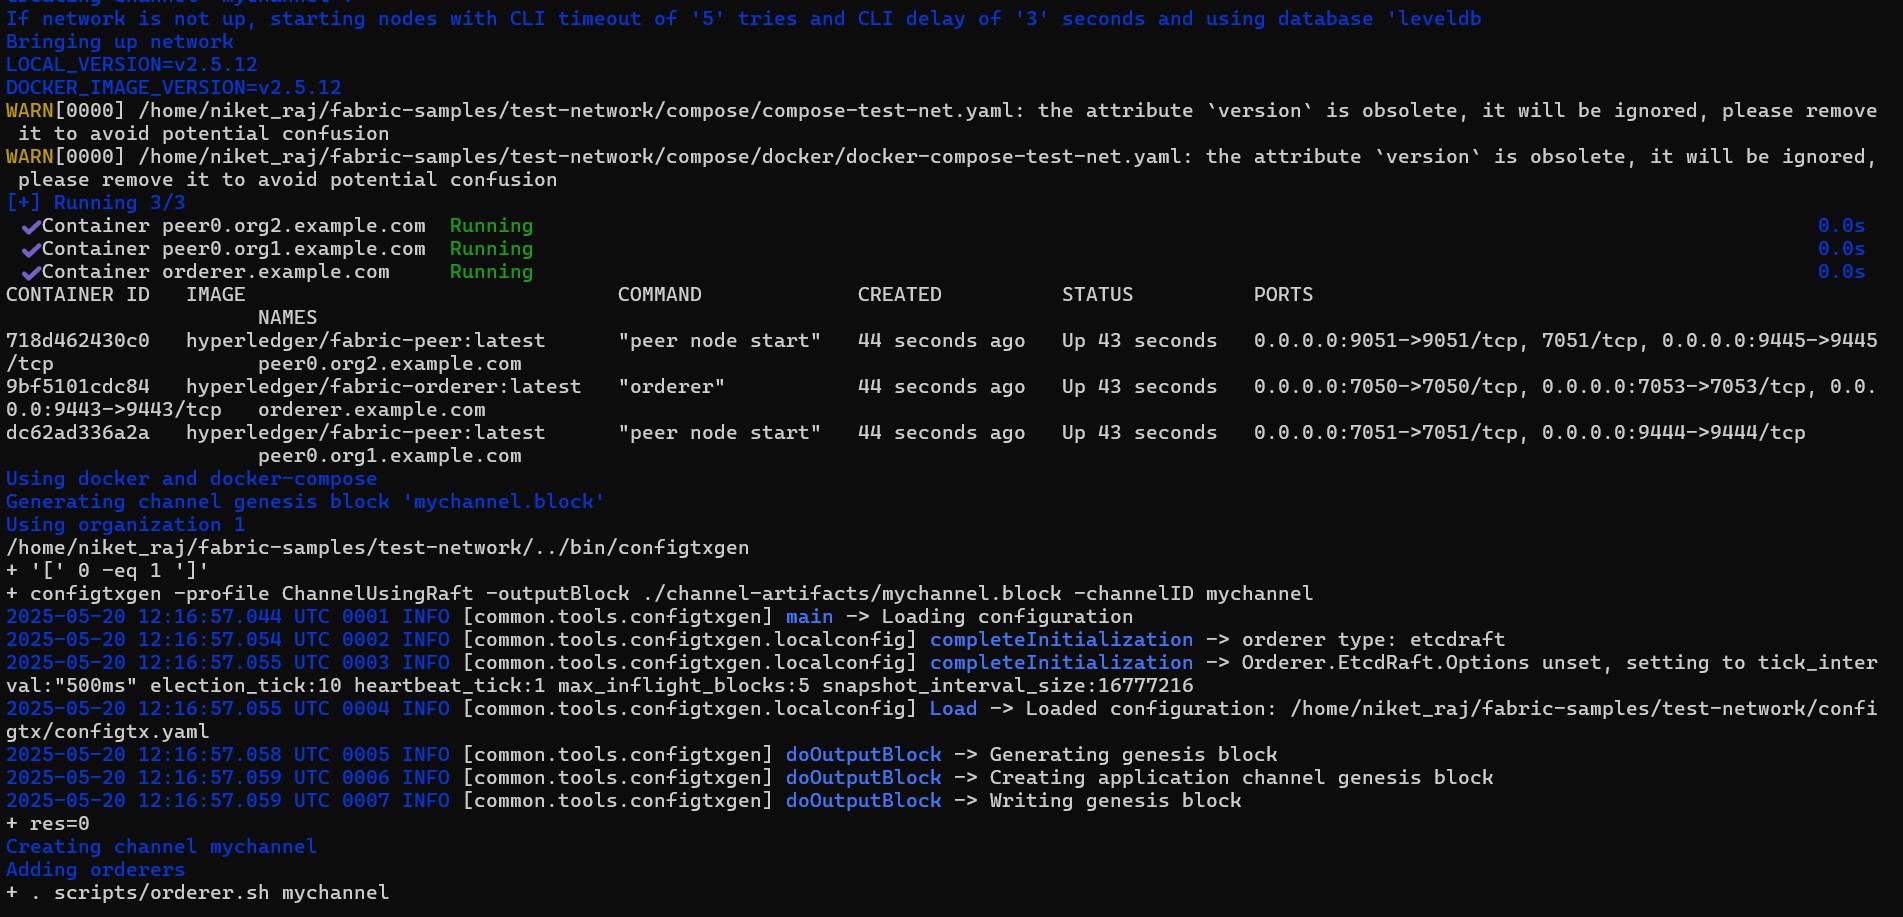 Creating channel 'mychannel'.
If network is not up, starting nodes with CLI timeout of '5' tries and CLI delay of '3' seconds and using database 'leveldb
Bringing up network
LOCAL_VERSION=v2.5.12
DOCKER_IMAGE_VERSION=v2.5.12
WARN[0000] /home/niket_raj/fabric-samples/test-network/compose/compose-test-net.yaml: the attribute `version` is obsolete, it will be ignored, please remove
it to avoid potential confusion
WARN[0000] /home/niket_raj/fabric-samples/test-network/compose/docker/docker-compose-test-net.yaml: the attribute `version` is obsolete, it will be ignored,
please remove it to avoid potential confusion
[+] Running 3/3
✔Container peer0.org2.example.com  Running 0.0s
✔Container peer0.org1.example.com  Running 0.0s
✔Container orderer.example.com     Running 0.0s
CONTAINER ID   IMAGE                               COMMAND             CREATED          STATUS          PORTS
NAMES
718d462430c0   hyperledger/fabric-peer:latest      "peer node start"   44 seconds ago   Up 43 seconds   0.0.0.0:9051->9051/tcp, 7051/tcp, 0.0.0.0:9445->9445
/tcp                 peer0.org2.example.com
9bf5101cdc84   hyperledger/fabric-orderer:latest   "orderer"           44 seconds ago   Up 43 seconds   0.0.0.0:7050->7050/tcp, 0.0.0.0:7053->7053/tcp, 0.0.
0.0:9443->9443/tcp   orderer.example.com
dc62ad336a2a   hyperledger/fabric-peer:latest      "peer node start"   44 seconds ago   Up 43 seconds   0.0.0.0:7051->7051/tcp, 0.0.0.0:9444->9444/tcp
peer0.org1.example.com
Using docker and docker-compose
Generating channel genesis block 'mychannel.block'
Using organization 1
/home/niket_raj/fabric-samples/test-network/../bin/configtxgen
+ '[' 0 -eq 1 ']'
+ configtxgen -profile ChannelUsingRaft -outputBlock ./channel-artifacts/mychannel.block -channelID mychannel
2025-05-20 12:16:57.044 UTC 0001 INFO [common.tools.configtxgen] main -> Loading configuration
2025-05-20 12:16:57.054 UTC 0002 INFO [common.tools.configtxgen.localconfig] completeInitialization -> orderer type: etcdraft
2025-05-20 12:16:57.055 UTC 0003 INFO [common.tools.configtxgen.localconfig] completeInitialization -> Orderer.EtcdRaft.Options unset, setting to tick_inter
val:"500ms" election_tick:10 heartbeat_tick:1 max_inflight_blocks:5 snapshot_interval_size:16777216
2025-05-20 12:16:57.055 UTC 0004 INFO [common.tools.configtxgen.localconfig] Load -> Loaded configuration: /home/niket_raj/fabric-samples/test-network/confi
gtx/configtx.yaml
2025-05-20 12:16:57.058 UTC 0005 INFO [common.tools.configtxgen] doOutputBlock -> Generating genesis block
2025-05-20 12:16:57.059 UTC 0006 INFO [common.tools.configtxgen] doOutputBlock -> Creating application channel genesis block
2025-05-20 12:16:57.059 UTC 0007 INFO [common.tools.configtxgen] doOutputBlock -> Writing genesis block
+ res=0
Creating channel mychannel
Adding orderers
+ . scripts/orderer.sh mychannel